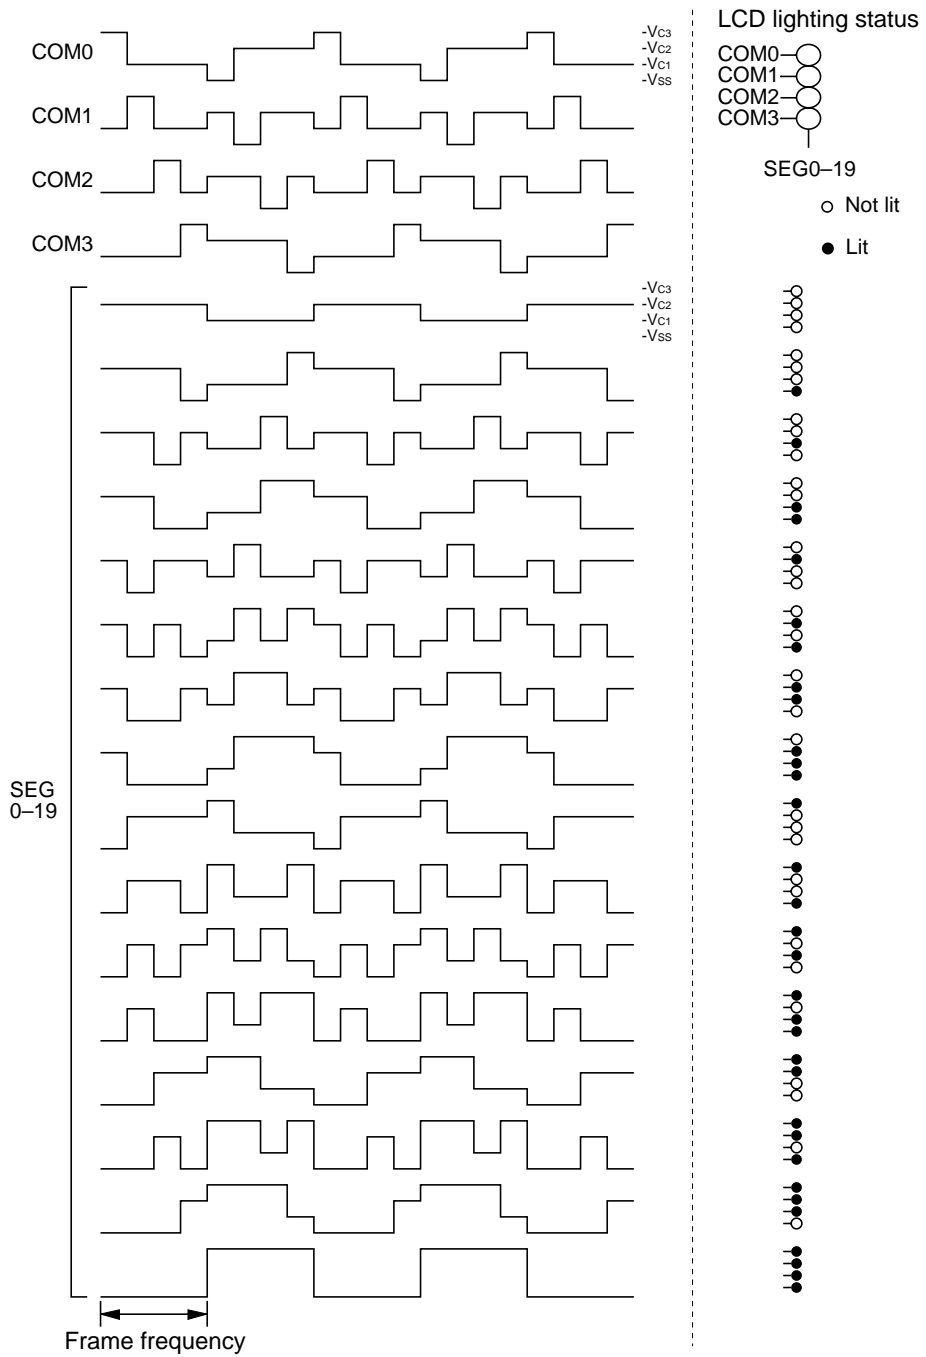 LCD lighting status
COM0
COM1
COM2
COM3
-VC3
-VC2
-VC1
-VSS
COM0
COM1
COM2
COM3
SEG0–19
Not lit
Lit
-VC3
-VC2
-VC1
-VSS
SEG
0–19
Frame frequency